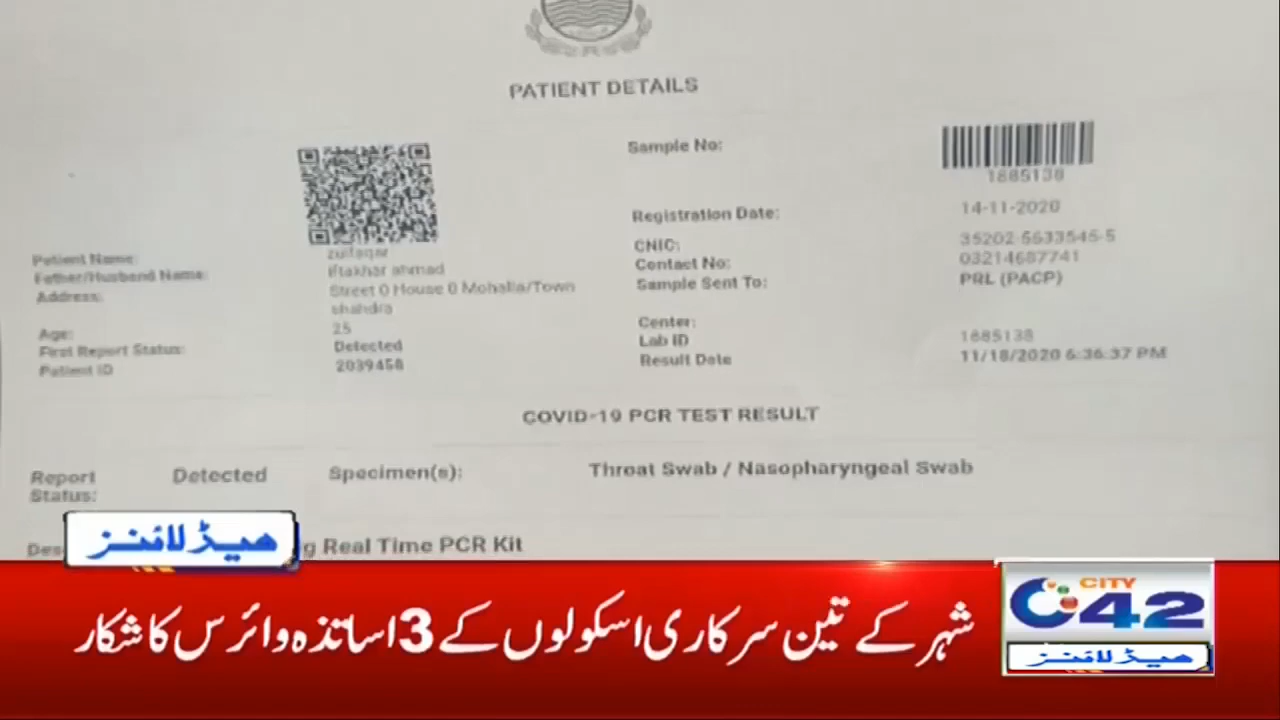 PATIENT DETAILS
Sample No:
1885138
Registration Date: 14-11-2020
CNIC: 35202-5633545-5
Contact No: 03214687741
Sample Sent To: PRL (PACP)
Patient Name: zulfaqar
Father/Husband Name: iftakhar ahmad
Address: Street 0 House 0 Mohalla/Town
shahdra
Age: 25
First Report Status: Detected
Patient ID 2039458
Center:
Lab ID 1885138
Result Date 11/18/2020 6:36:37 PM
COVID-19 PCR TEST RESULT
Report Status: Detected Specimen(s): Throat Swab / Nasopharyngeal Swab
Real Time PCR Kit
ہیڈلائنز
شہر کے تین سرکاری اسکولوں کے 3 اساتذہ وائرس کا شکار
CITY
42
ہیڈلائنز